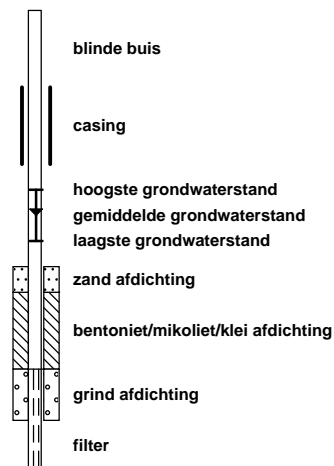 blinde buis
casing
hoogste grondwaterstand
gemiddelde grondwaterstand
laagste grondwaterstand
zand afdichting
bentoniet/mikoliet/klei afdichting
grind afdichting
filter